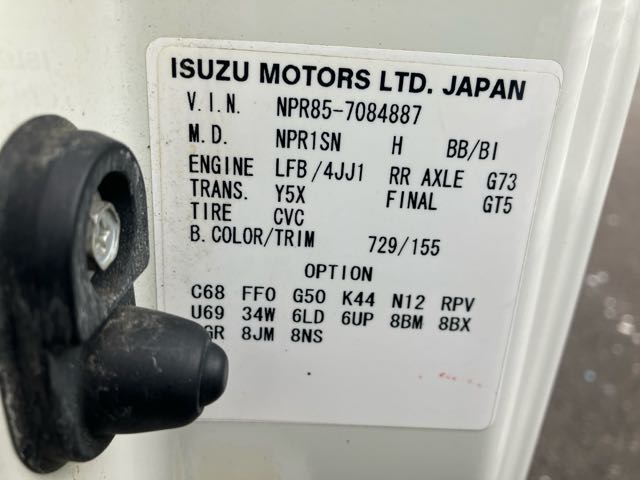 ISUZU MOTORS LTD. JAPAN
V.I.N. NPR85-7084887
M.D. NPR1SN H BB/BI
ENGINE LFB/4JJ1 RR AXLE G73
TRANS. Y5X FINAL GT5
TIRE CVC
B.COLOR/TRIM 729/155
OPTION
C68 FF0 G50 K44 N12 RPV
U69 34W 6LD 6UP 8BM 8BX
8JM 8NS